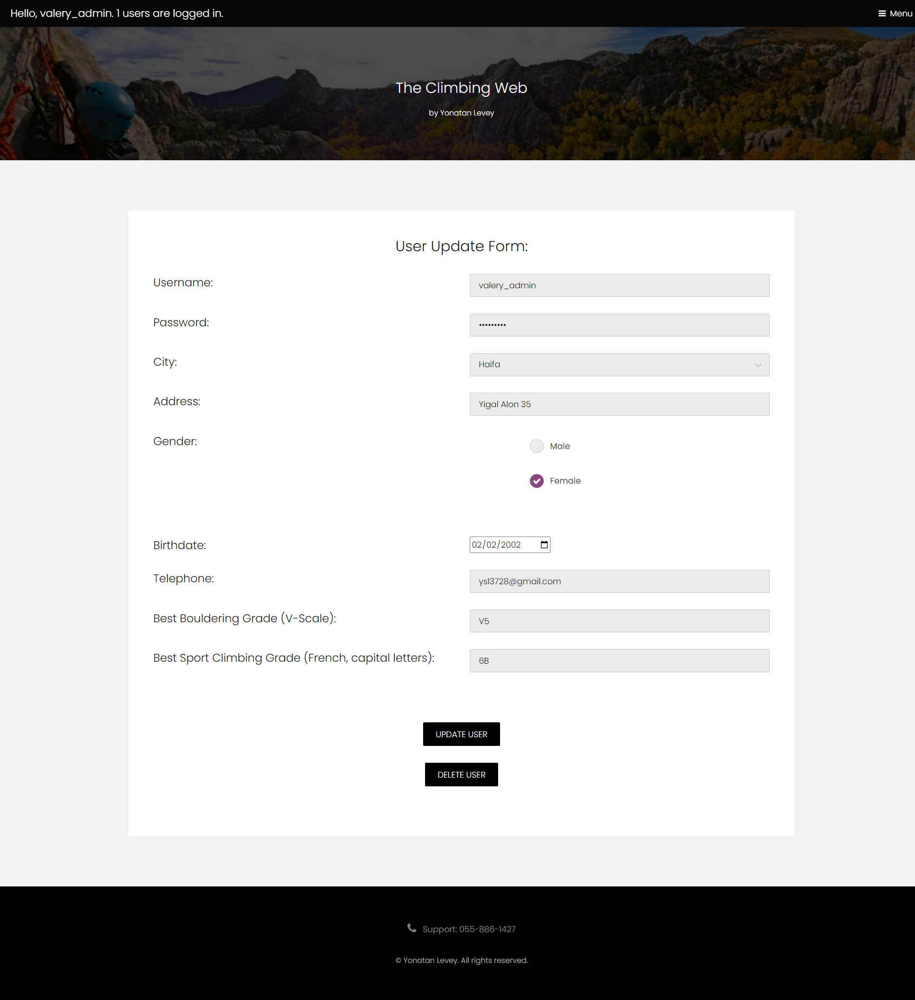 Hello, valery_admin. 1 users are logged in.
Menu
The Climbing Web
by Yonatan Levey
User Update Form:
Username:
valery_admin
Password:
•••••••••
City:
Haifa
Address:
Yigal Alon 35
Gender:
Male
Female
Birthdate:
02/02/2002
Telephone:
ysl3728@gmail.com
Best Bouldering Grade (V-Scale):
V5
Best Sport Climbing Grade (French, capital letters):
6B
UPDATE USER
DELETE USER
Support: 055-886-1427
© Yonatan Levey. All rights reserved.